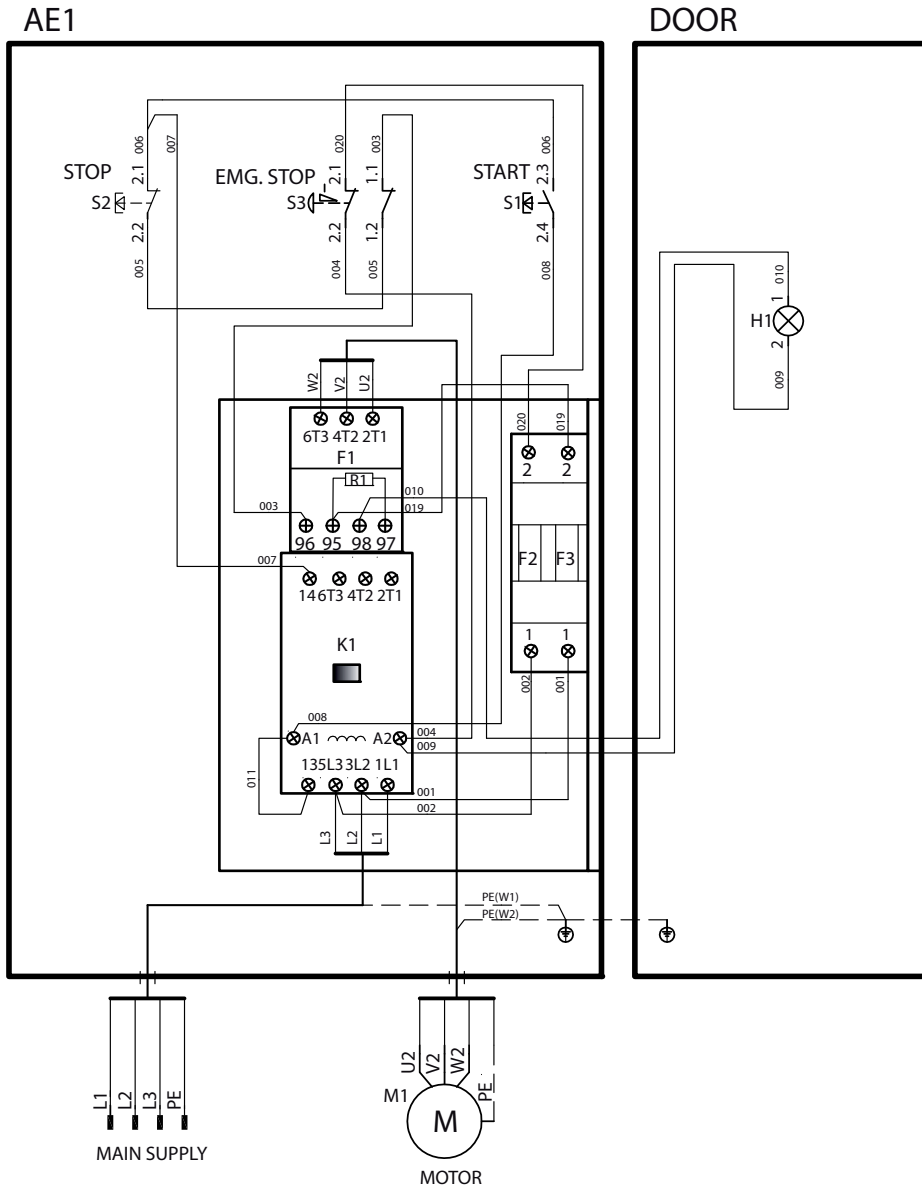 AE1
DOOR
006
007
020
003
006
STOP
2.1
EMG. STOP
2.1
1.1
START
2.3
S2
S3
S1
2.2
2.2
1.2
2.4
005
004
005
008
010
1
H1
2
009
W2
V2
U2
020
019
6T3 4T2 2T1
F1
2
2
R1
010
003
019
96 95 98 97
F2
F3
007
14 6T3 4T2 2T1
K1
1
1
002
001
008
A1
A2
004
009
011
13 5L3 3L2 1L1
001
002
L3
L2
L1
PE(W1)
PE(W2)
L1
L2
L3
PE
U2
V2
W2
PE
M1
M
MAIN SUPPLY
MOTOR